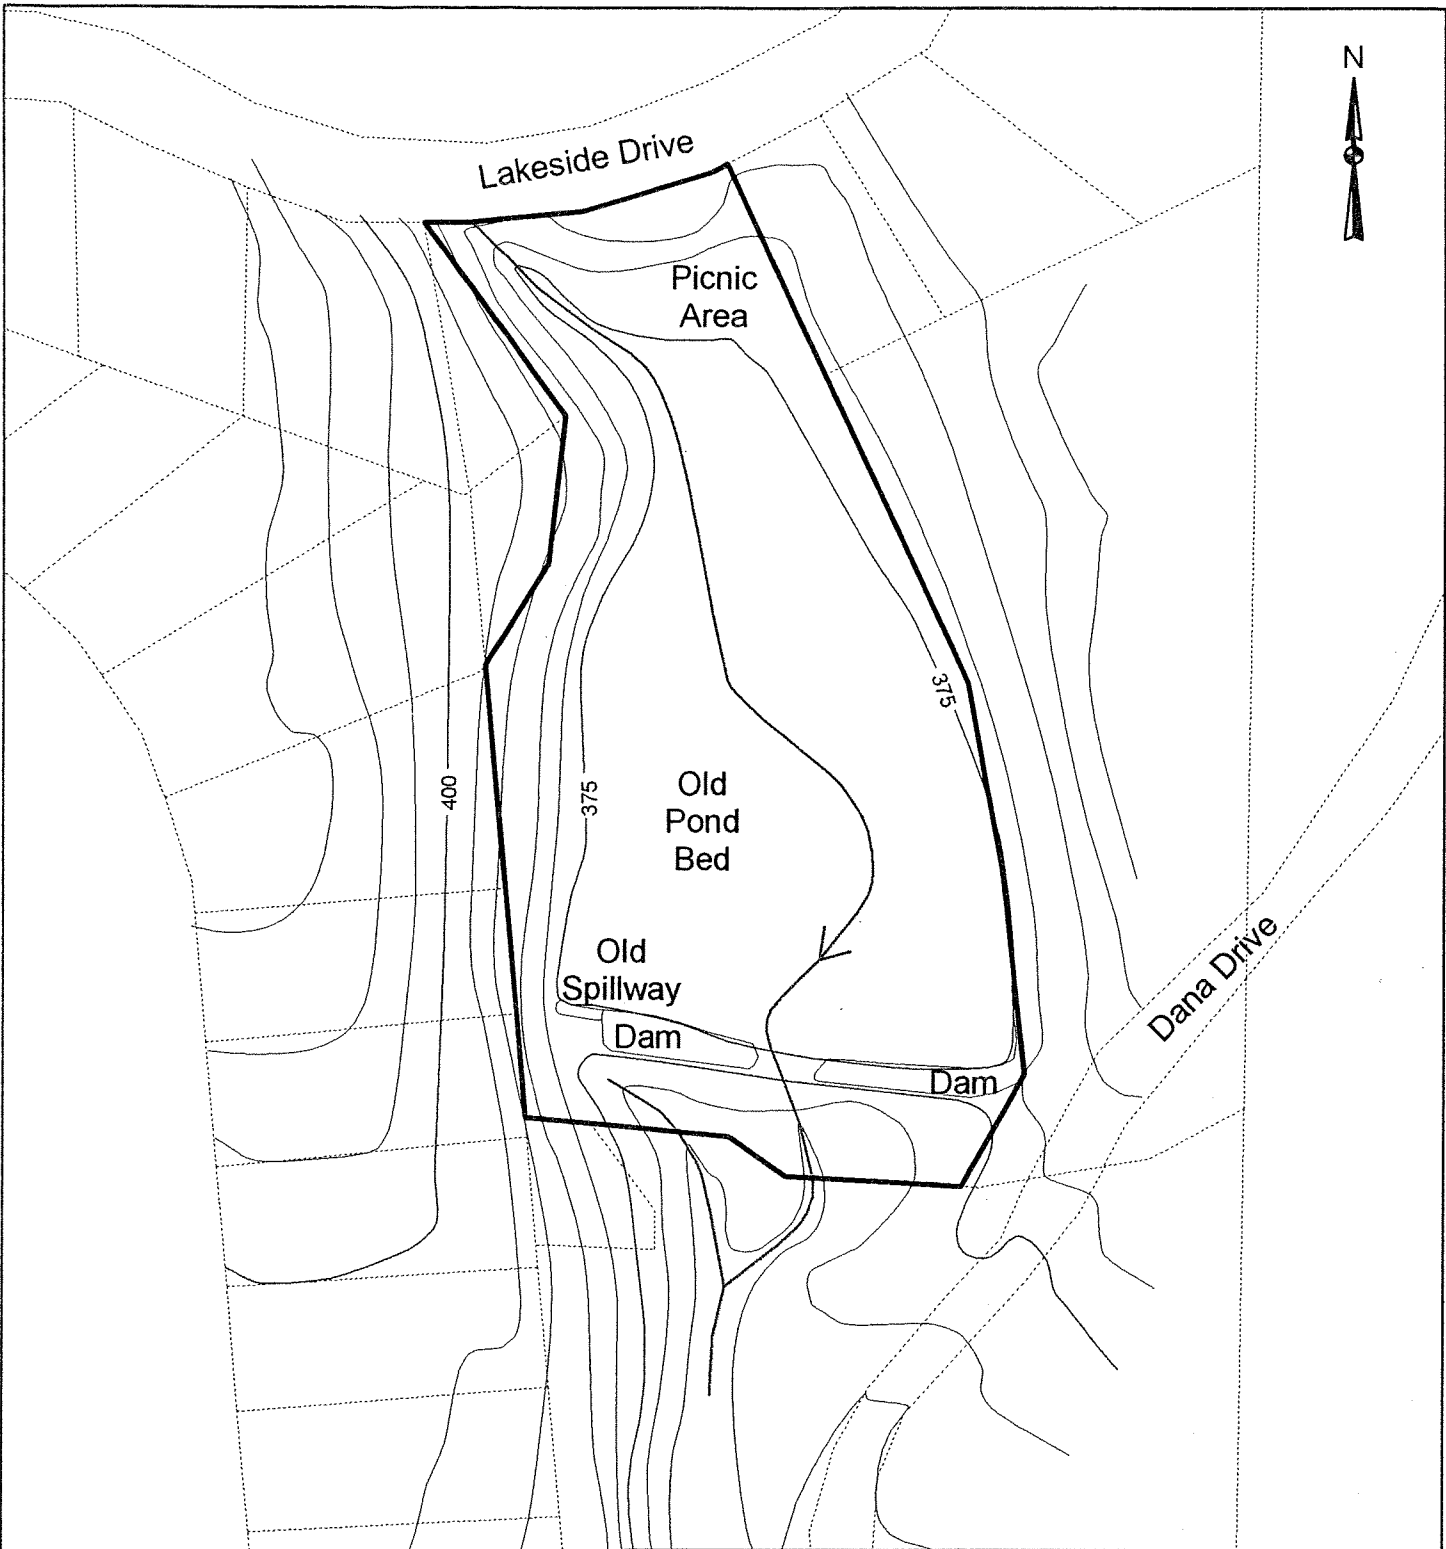 N
Lakeside Drive
Picnic
Area
375
400
375
Old
Pond
Bed
Old
Spillway
Dam
Dam
Dana Drive